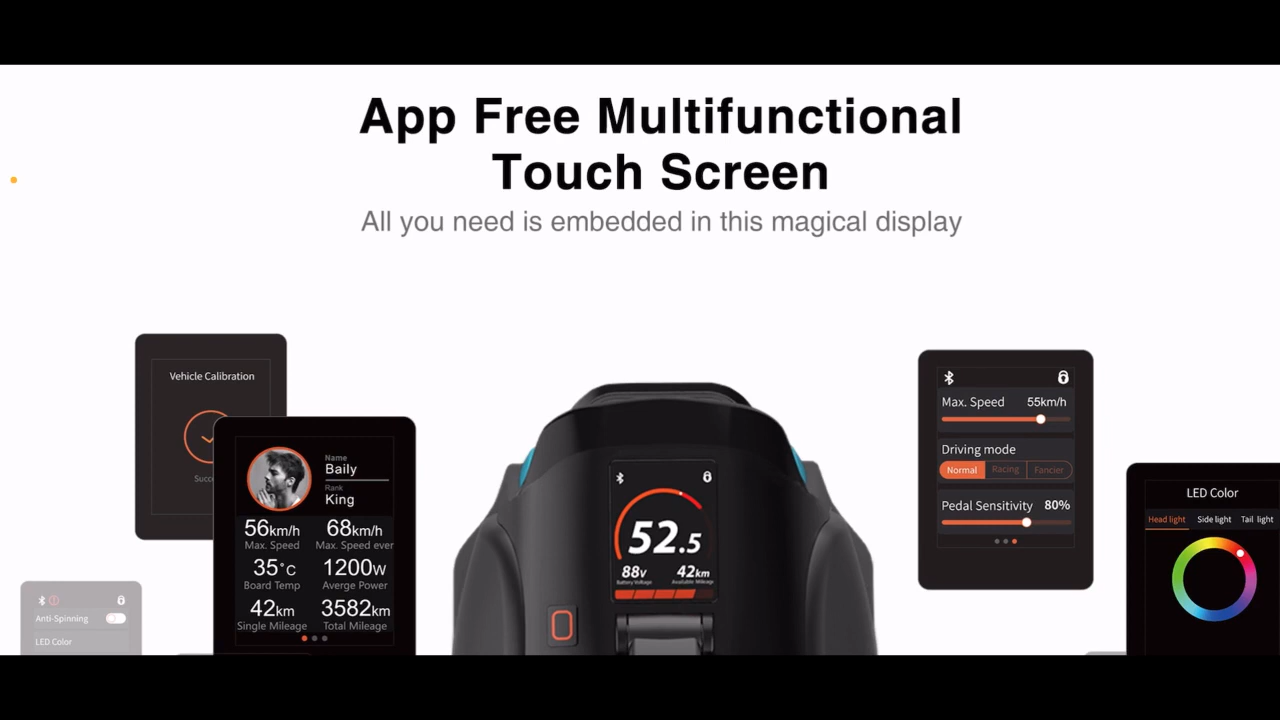 App Free Multifunctional
Touch Screen
All you need is embedded in this magical display
Vehicle Calibration
Succ
Name
Baily
Rank
King
56km/h 68km/h
Max. Speed Max. Speed ever
35°C 1200W
Board Temp Averge Power
42km 3582km
Single Mileage Total Mileage
Anti-Spinning
LED Color
52.5
88v 42km
Battery Voltage Available Mileage
Max. Speed 55km/h
Driving mode
Normal Racing Fancier
Pedal Sensitivity 80%
LED Color
Head light Side light Tail light